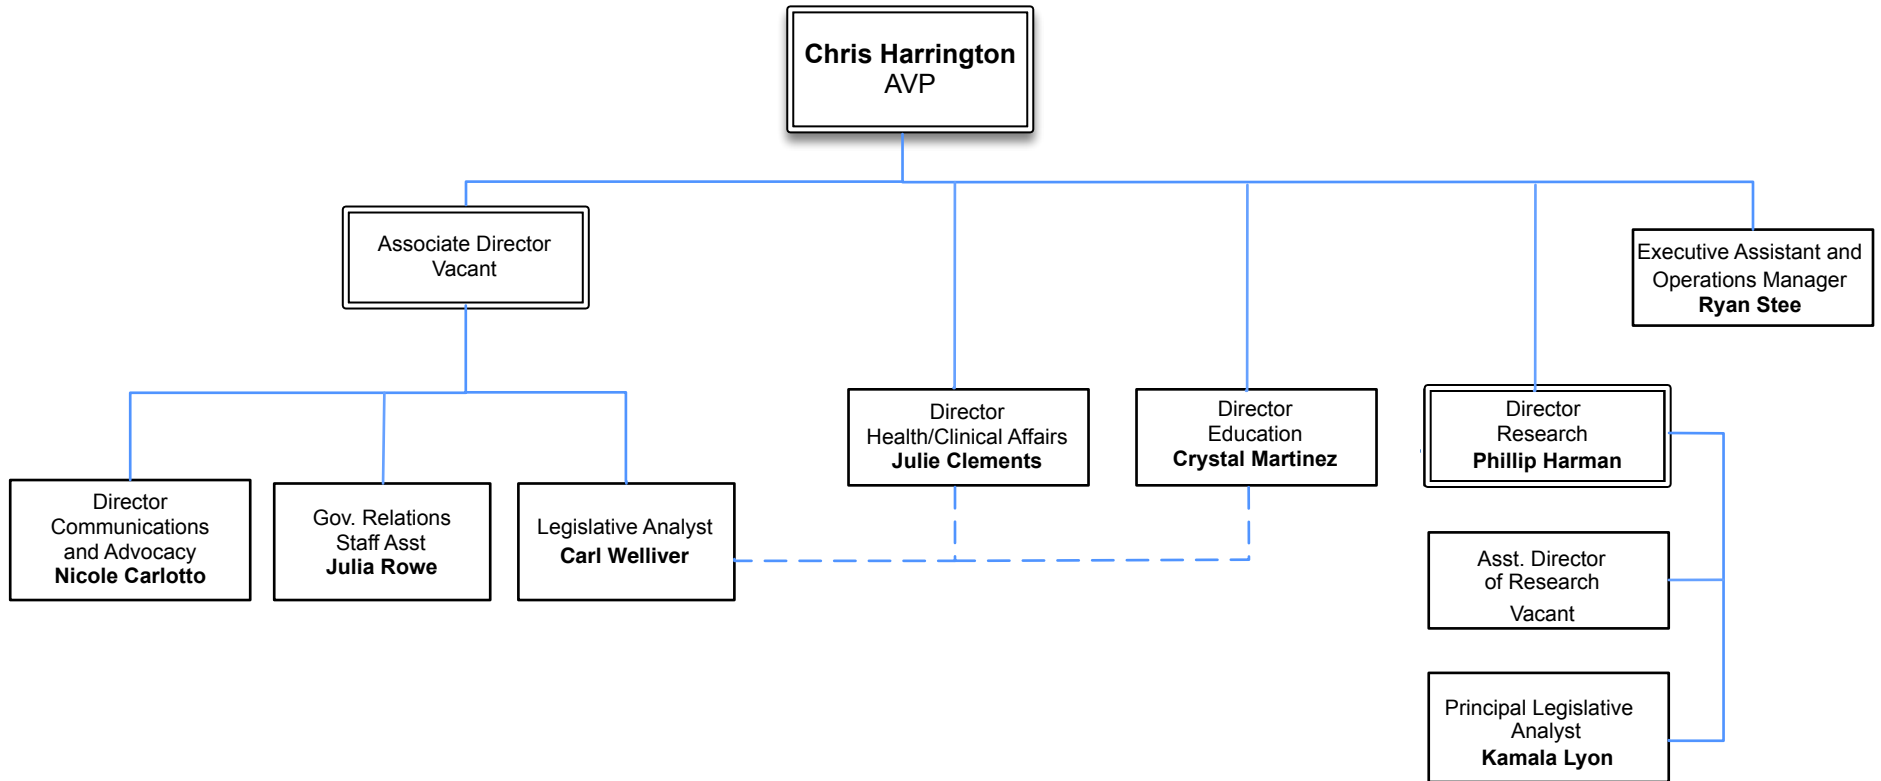 Chris Harrington
AVP
Associate Director
Vacant
Executive Assistant and
Operations Manager
Ryan Stee
Director
Health/Clinical Affairs
Julie Clements
Director
Education
Crystal Martinez
Director
Research
Phillip Harman
Director
Communications
and Advocacy
Nicole Carlotto
Gov. Relations
Staff Asst
Julia Rowe
Legislative Analyst
Carl Welliver
Asst. Director
of Research
Vacant
Principal Legislative
Analyst
Kamala Lyon